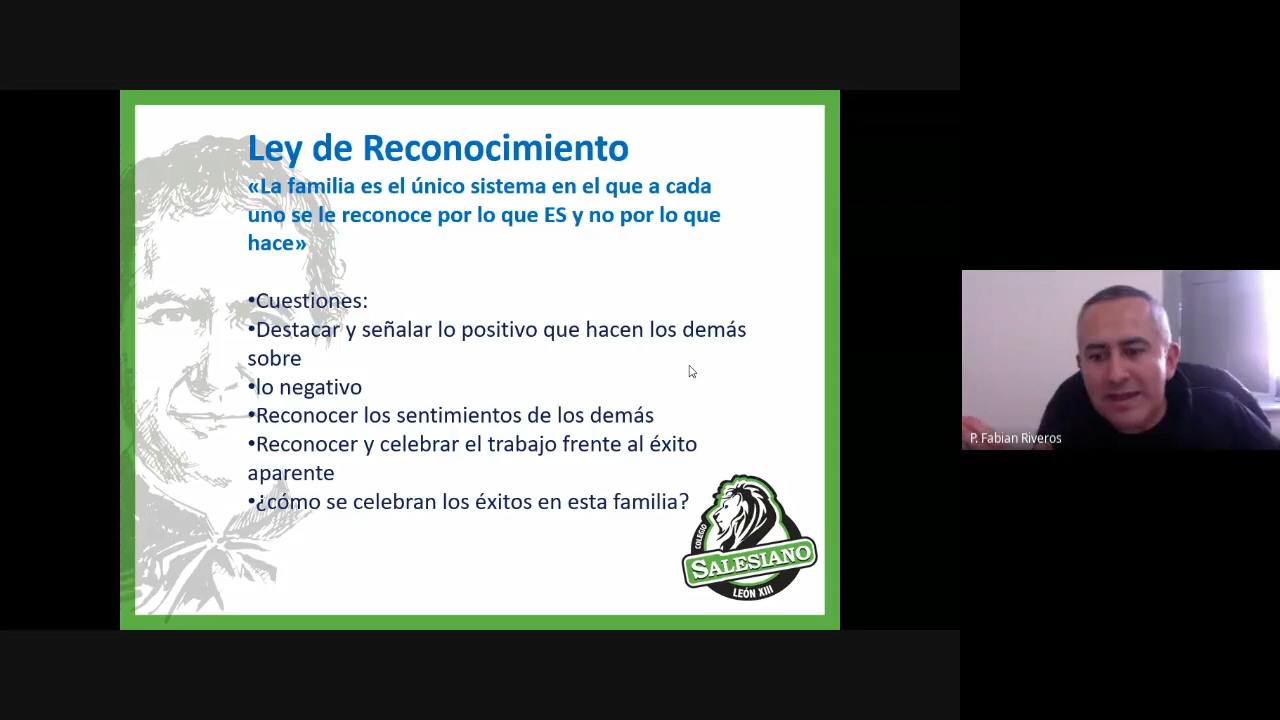 Ley de Reconocimiento
«La familia es el único sistema en el que a cada
uno se le reconoce por lo que ES y no por lo que
hace»
•Cuestiones:
•Destacar y señalar lo positivo que hacen los demás
sobre
•lo negativo
•Reconocer los sentimientos de los demás
•Reconocer y celebrar el trabajo frente al éxito
aparente
•¿cómo se celebran los éxitos en esta familia?
COLEGIO
SALESIANO
LEÓN XIII
P. Fabian Riveros